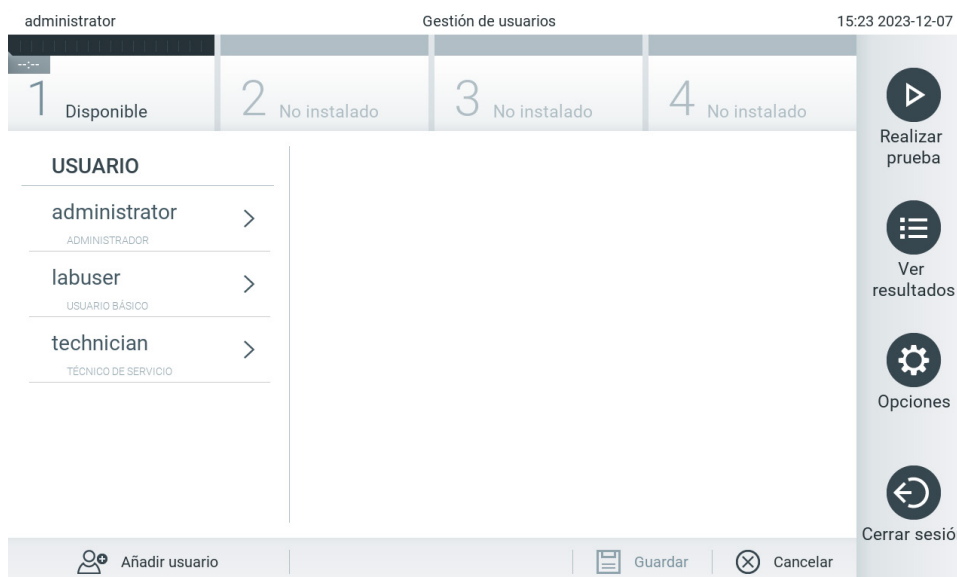 administrator
Gestión de usuarios
15:23 2023-12-07
--:--
1 Disponible
2 No instalado
3 No instalado
4 No instalado
USUARIO
administrator
ADMINISTRADOR
labuser
USUARIO BÁSICO
technician
TÉCNICO DE SERVICIO
Realizar
prueba
Ver
resultados
Opciones
Cerrar sesió
Añadir usuario
Guardar
Cancelar